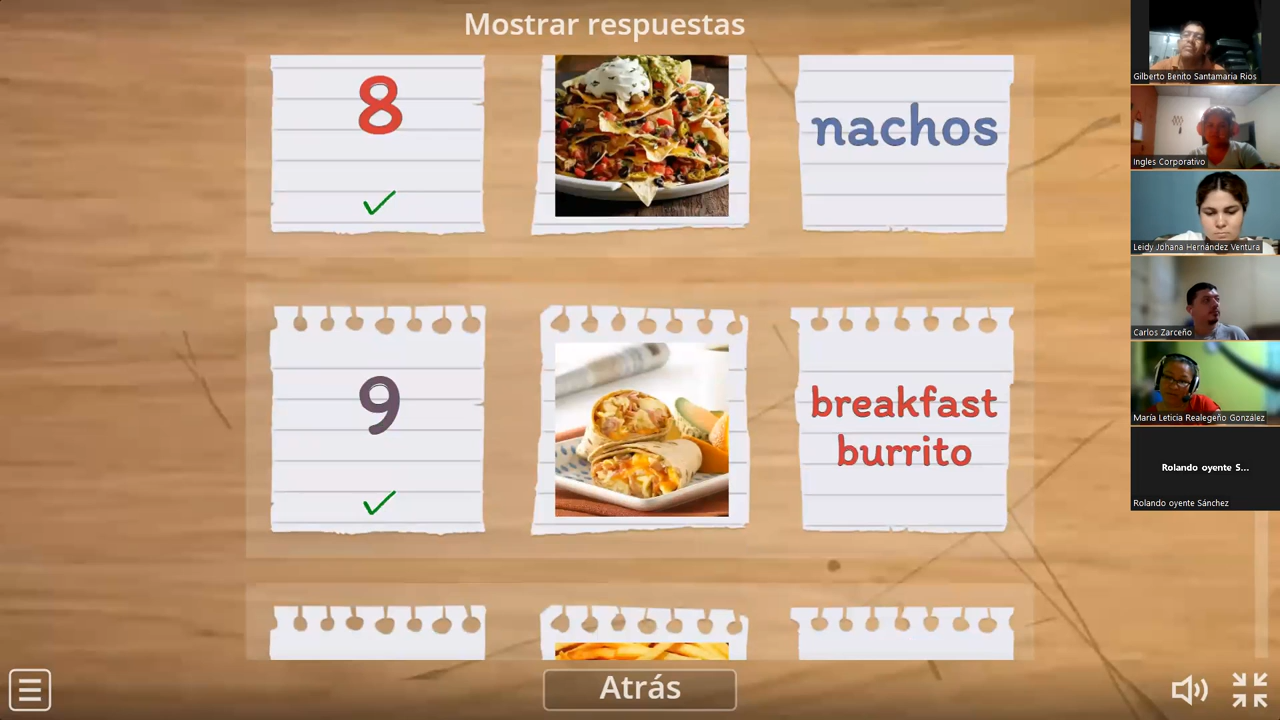 Mostrar respuestas
8
nachos
9
breakfast
burrito
Atrás
Gilberto Benito Santamaria Rios
Ingles Corporativo
Leidy Johana Hernández Ventura
Carlos Zarceño
María Leticia Realegeño González
Rolando oyente S...
Rolando oyente Sánchez